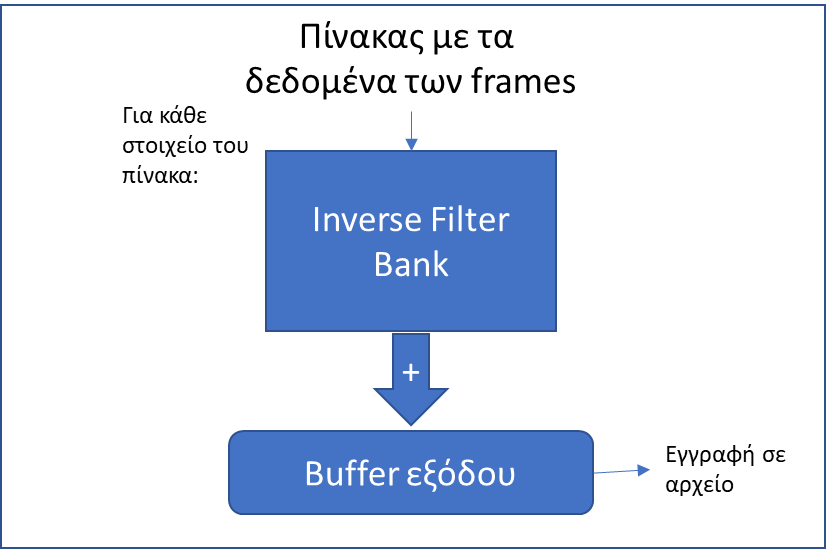 Πίνακας με τα
δεδομένα των frames
Για κάθε
στοιχείο του
πίνακα:
Inverse Filter
Bank
+
Buffer εξόδου
Εγγραφή σε
αρχείο